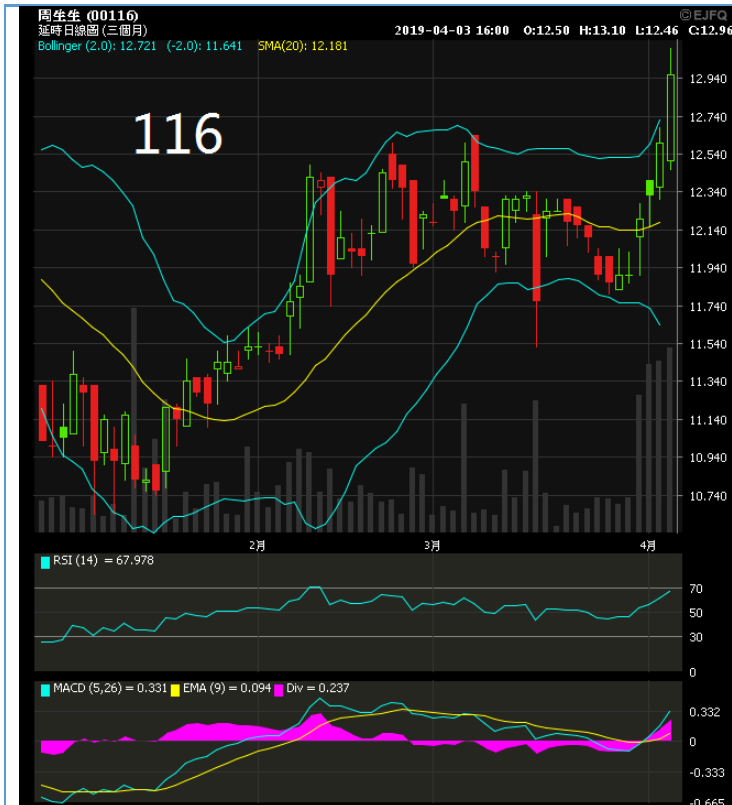 周生生 (00116)
©EJFQ
延時日線圖 (三個月)
2019-04-03 16:00 O:12.50 H:13.10 L:12.46 C:12.96
Bollinger (2.0): 12.721 (-2.0): 11.641 SMA(20): 12.181
116
12.940
12.740
12.540
12.340
12.140
11.940
11.740
11.540
11.340
11.140
10.940
10.740
2月 3月 4月
RSI (14) = 67.978
70
50
30
0
MACD (5,26) = 0.331 EMA (9) = 0.094 Div = 0.237
0.332
0
-0.333
-0.665